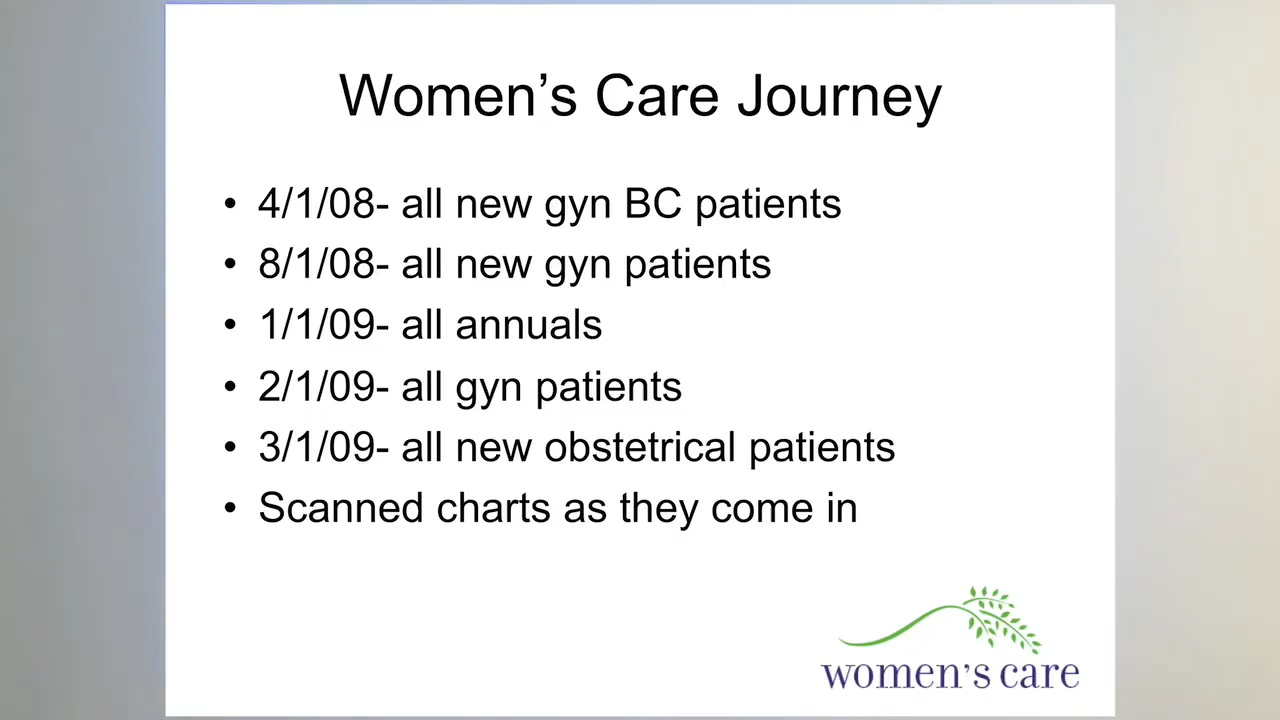 Women’s Care Journey
• 4/1/08- all new gyn BC patients
• 8/1/08- all new gyn patients
• 1/1/09- all annuals
• 2/1/09- all gyn patients
• 3/1/09- all new obstetrical patients
• Scanned charts as they come in
women’s care